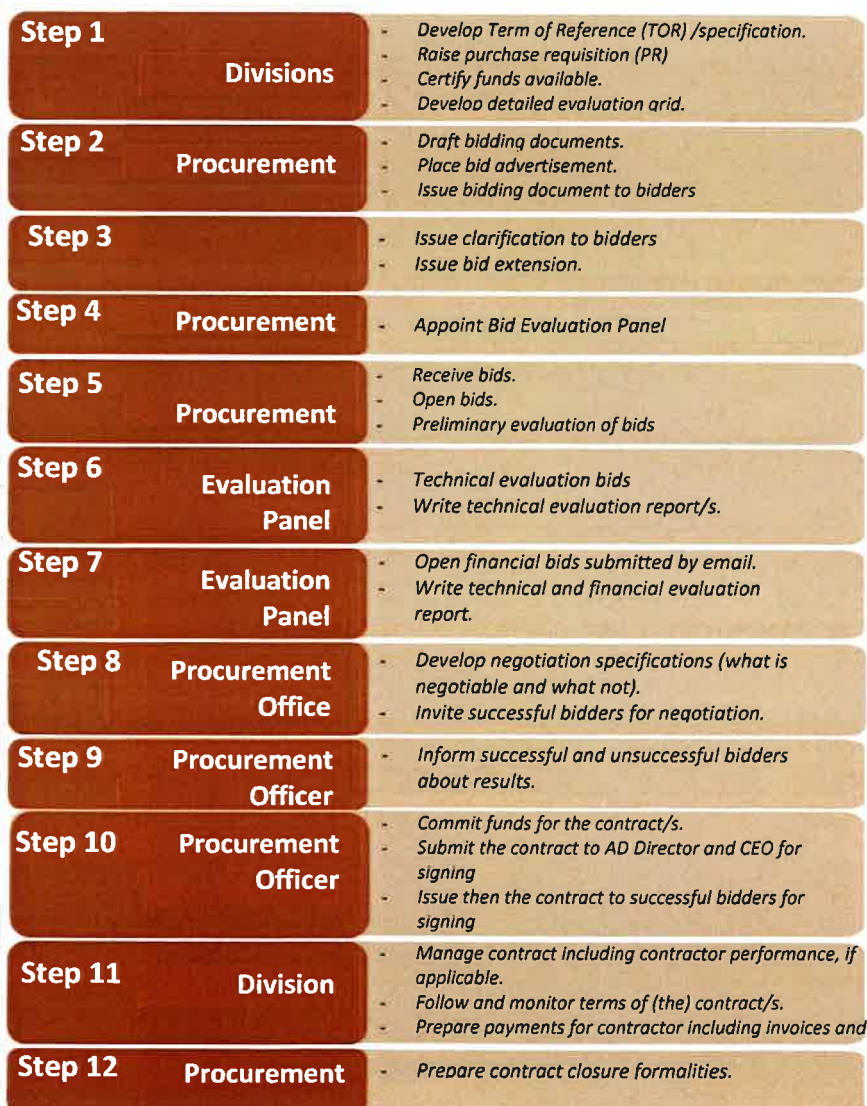 Step 1
Divisions
- Develop Term of Reference (TOR) /specification.
- Raise purchase requisition (PR)
- Certify funds available.
- Develop detailed evaluation grid.
Step 2
Procurement
- Draft bidding documents.
- Place bid advertisement.
- Issue bidding document to bidders
Step 3
- Issue clarification to bidders
- Issue bid extension.
Step 4
Procurement
- Appoint Bid Evaluation Panel
Step 5
Procurement
- Receive bids.
- Open bids.
- Preliminary evaluation of bids
Step 6
Evaluation
Panel
- Technical evaluation bids
- Write technical evaluation report/s.
Step 7
Evaluation
Panel
- Open financial bids submitted by email.
- Write technical and financial evaluation
report.
Step 8
Procurement
Office
- Develop negotiation specifications (what is
negotiable and what not).
- Invite successful bidders for negotiation.
Step 9
Procurement
Officer
- Inform successful and unsuccessful bidders
about results.
Step 10
Procurement
Officer
- Commit funds for the contract/s.
- Submit the contract to AD Director and CEO for
signing
- Issue then the contract to successful bidders for
signing
Step 11
Division
- Manage contract including contractor performance, if
applicable.
- Follow and monitor terms of (the) contract/s.
- Prepare payments for contractor including invoices and
Step 12
Procurement
- Prepare contract closure formalities.